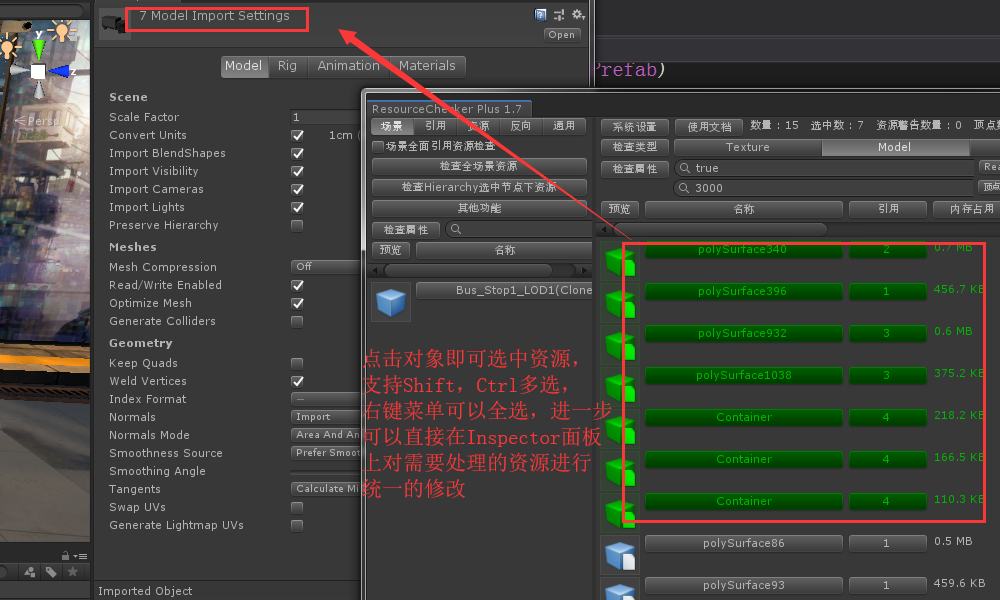 7 Model Import Settings
Open
Model Rig Animation Materials
Scene
Scale Factor 1
Convert Units 1cm (
Import BlendShapes
Import Visibility
Import Cameras
Import Lights
Preserve Hierarchy
Meshes
Mesh Compression Off
Read/Write Enabled
Optimize Mesh
Generate Colliders
Geometry
Keep Quads
Weld Vertices
Index Format —
Normals Import
Normals Mode Area And An
Smoothness Source Prefer Smoot
Smoothing Angle
Tangents Calculate Mi
Swap UVs
Generate Lightmap UVs
Imported Object
y
z
Persp
Prefab)
ResourceChecker Plus 1.7
场景 引用 资源 反向 通用
场景全面引用资源检查
检查全场景资源
检查Hierarchy选中节点下资源
其他功能
检查属性
预览 名称
Bus_Stop1_LOD1(Clone
点击对象即可选中资源，
支持Shift，Ctrl多选，
右键菜单可以全选，进一步
可以直接在Inspector面板
上对需要处理的资源进行
统一的修改
系统设置 使用文档 数量：15 选中数：7 资源警告数量：0 顶点
检查类型 Texture Model
检查属性 true Rea
3000 顶点
预览 名称 引用 内存占用
polySurface340 2 0.7 MB
polySurface396 1 456.7 KB
polySurface932 3 0.6 MB
polySurface1038 3 375.2 KB
Container 4 218.2 KB
Container 4 166.5 KB
Container 4 110.3 KB
polySurface86 1 0.5 MB
polySurface93 1 459.6 KB